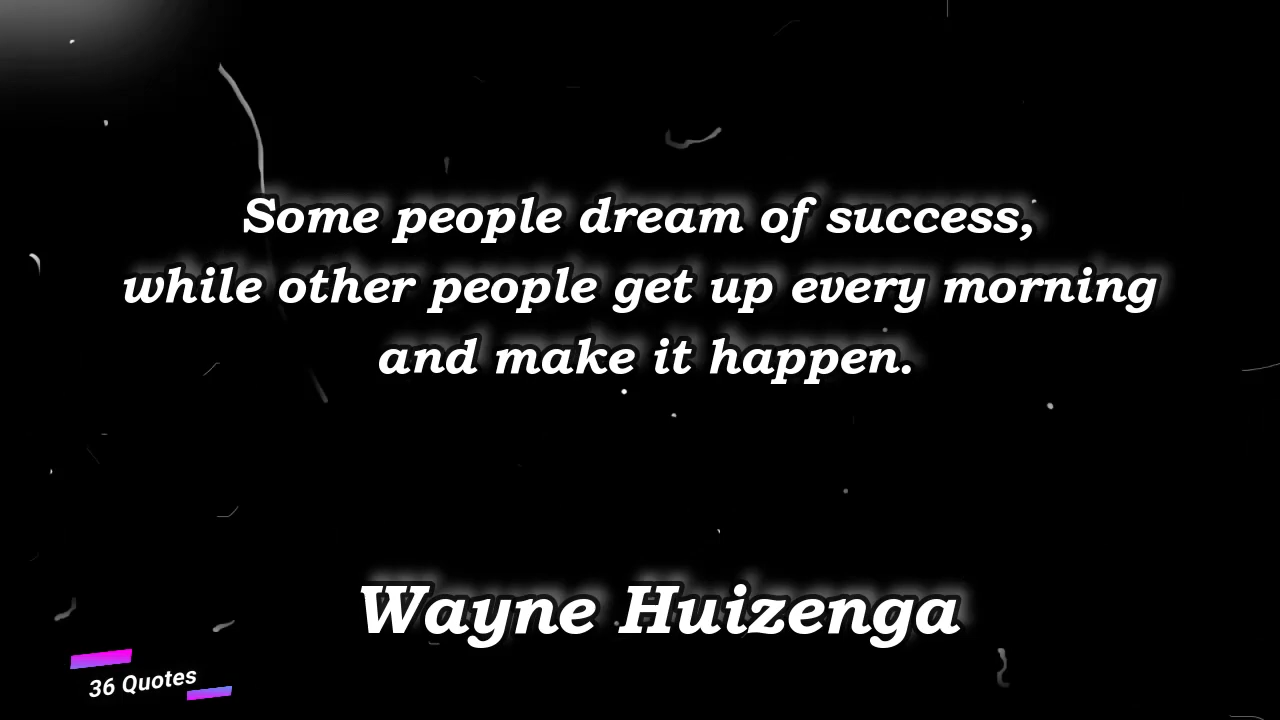 Some people dream of success,
while other people get up every morning
and make it happen.
Wayne Huizenga
36 Quotes